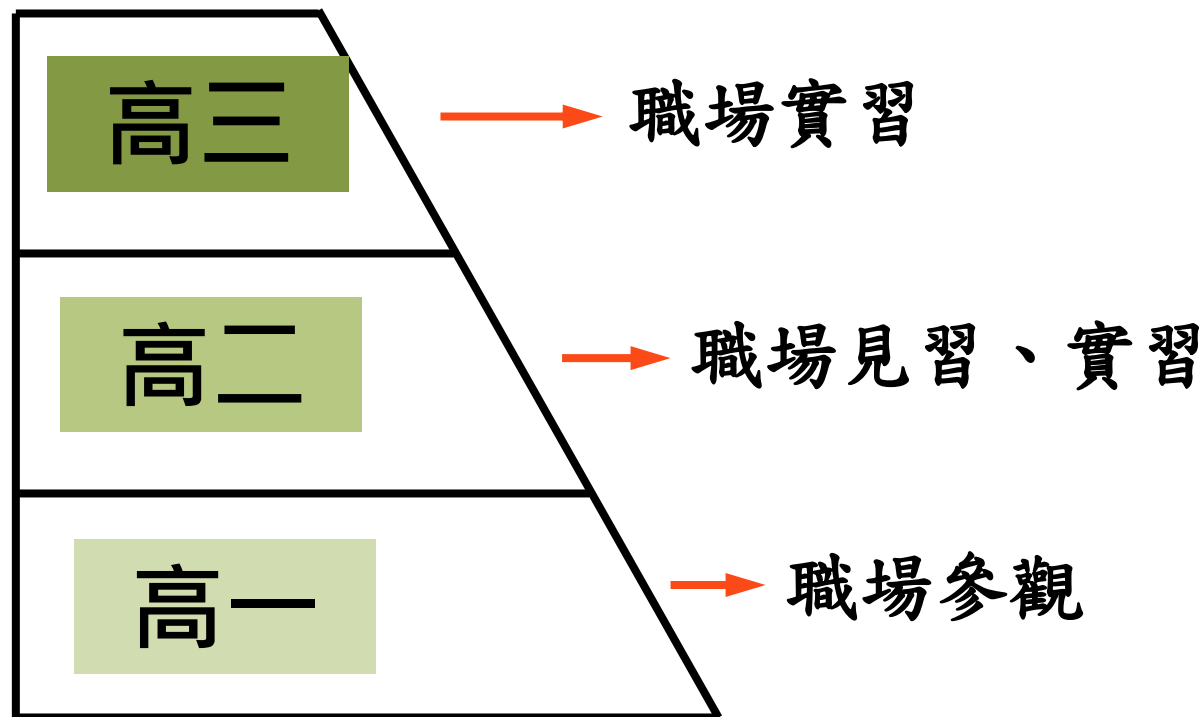 高三
職場實習
高二
職場見習、實習
高一
職場參觀